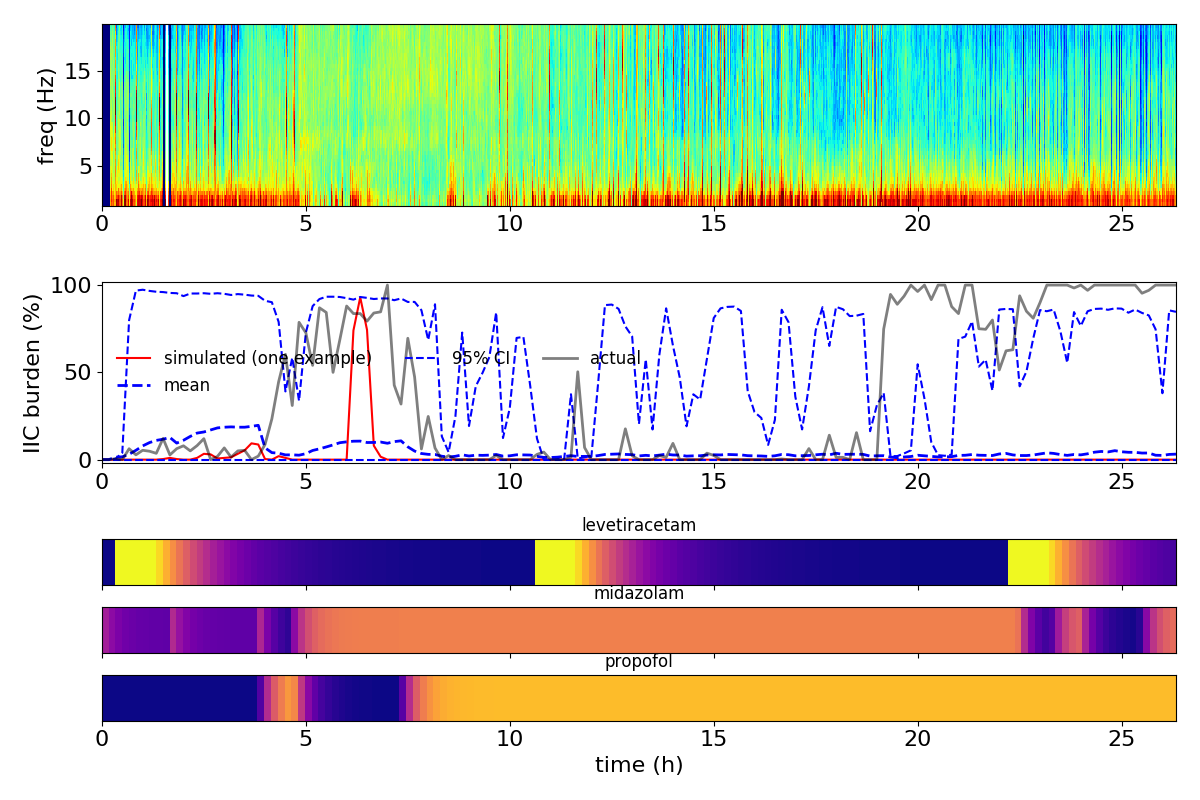 freq (Hz)
15
10
5
0 5 10 15 20 25
IIC burden (%)
100
50
0
simulated (one example) 95% CI actual
mean
0 5 10 15 20 25
levetiracetam
midazolam
propofol
0 5 10 15 20 25
time (h)